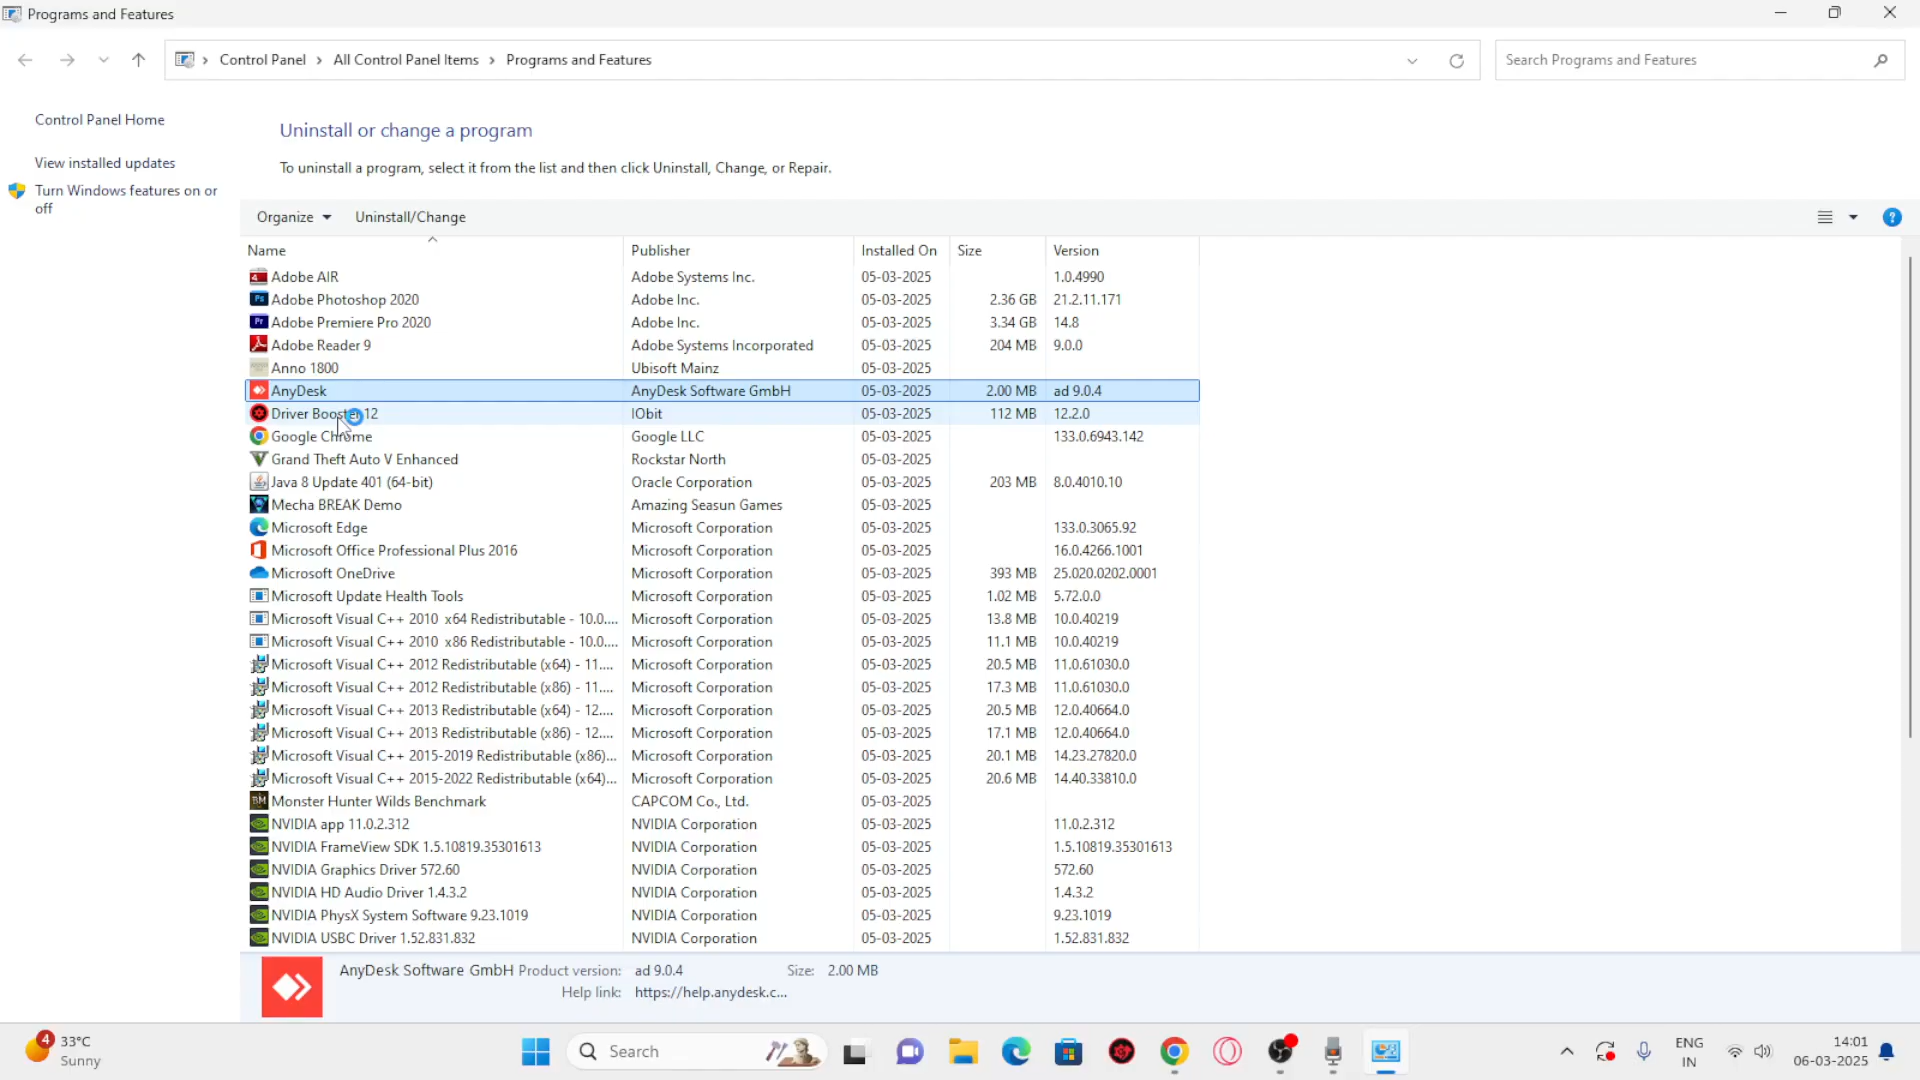 Programs and Features
Control Panel › All Control Panel Items › Programs and Features
Search Programs and Features
Control Panel Home
View installed updates
Turn Windows features on or
off
Uninstall or change a program
To uninstall a program, select it from the list and then click Uninstall, Change, or Repair.
Organize Uninstall/Change
Name Publisher Installed On Size Version
Adobe AIR Adobe Systems Inc. 05-03-2025 1.0.4990
Adobe Photoshop 2020 Adobe Inc. 05-03-2025 2.36 GB 21.2.11.171
Adobe Premiere Pro 2020 Adobe Inc. 05-03-2025 3.34 GB 14.8
Adobe Reader 9 Adobe Systems Incorporated 05-03-2025 204 MB 9.0.0
Anno 1800 Ubisoft Mainz 05-03-2025
AnyDesk AnyDesk Software GmbH 05-03-2025 2.00 MB ad 9.0.4
Driver Booster 12 IObit 05-03-2025 112 MB 12.2.0
Google Chrome Google LLC 05-03-2025 133.0.6943.142
Grand Theft Auto V Enhanced Rockstar North 05-03-2025
Java 8 Update 401 (64-bit) Oracle Corporation 05-03-2025 203 MB 8.0.4010.10
Mecha BREAK Demo Amazing Seasun Games 05-03-2025
Microsoft Edge Microsoft Corporation 05-03-2025 133.0.3065.92
Microsoft Office Professional Plus 2016 Microsoft Corporation 05-03-2025 16.0.4266.1001
Microsoft OneDrive Microsoft Corporation 05-03-2025 393 MB 25.020.0202.0001
Microsoft Update Health Tools Microsoft Corporation 05-03-2025 1.02 MB 5.72.0.0
Microsoft Visual C++ 2010 x64 Redistributable - 10.0.... Microsoft Corporation 05-03-2025 13.8 MB 10.0.40219
Microsoft Visual C++ 2010 x86 Redistributable - 10.0.... Microsoft Corporation 05-03-2025 11.1 MB 10.0.40219
Microsoft Visual C++ 2012 Redistributable (x64) - 11.... Microsoft Corporation 05-03-2025 20.5 MB 11.0.61030.0
Microsoft Visual C++ 2012 Redistributable (x86) - 11.... Microsoft Corporation 05-03-2025 17.3 MB 11.0.61030.0
Microsoft Visual C++ 2013 Redistributable (x64) - 12.... Microsoft Corporation 05-03-2025 20.5 MB 12.0.40664.0
Microsoft Visual C++ 2013 Redistributable (x86) - 12.... Microsoft Corporation 05-03-2025 17.1 MB 12.0.40664.0
Microsoft Visual C++ 2015-2019 Redistributable (x86)... Microsoft Corporation 05-03-2025 20.1 MB 14.23.27820.0
Microsoft Visual C++ 2015-2022 Redistributable (x64)... Microsoft Corporation 05-03-2025 20.6 MB 14.40.33810.0
Monster Hunter Wilds Benchmark CAPCOM Co., Ltd. 05-03-2025
NVIDIA app 11.0.2.312 NVIDIA Corporation 05-03-2025 11.0.2.312
NVIDIA FrameView SDK 1.5.10819.35301613 NVIDIA Corporation 05-03-2025 1.5.10819.35301613
NVIDIA Graphics Driver 572.60 NVIDIA Corporation 05-03-2025 572.60
NVIDIA HD Audio Driver 1.4.3.2 NVIDIA Corporation 05-03-2025 1.4.3.2
NVIDIA PhysX System Software 9.23.1019 NVIDIA Corporation 05-03-2025 9.23.1019
NVIDIA USBC Driver 1.52.831.832 NVIDIA Corporation 05-03-2025 1.52.831.832
AnyDesk Software GmbH Product version: ad 9.0.4 Size: 2.00 MB
Help link: https://help.anydesk.c...
4 33°C
Sunny
Search
ENG
IN
14:01
06-03-2025